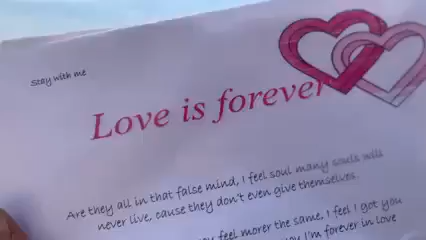 Stay with me
Love is forever
Are they all in that false mind, I feel soul many souls will
never live, cause they don't even give themselves.
feel morer the same, I feel I got you
I'm forever in love